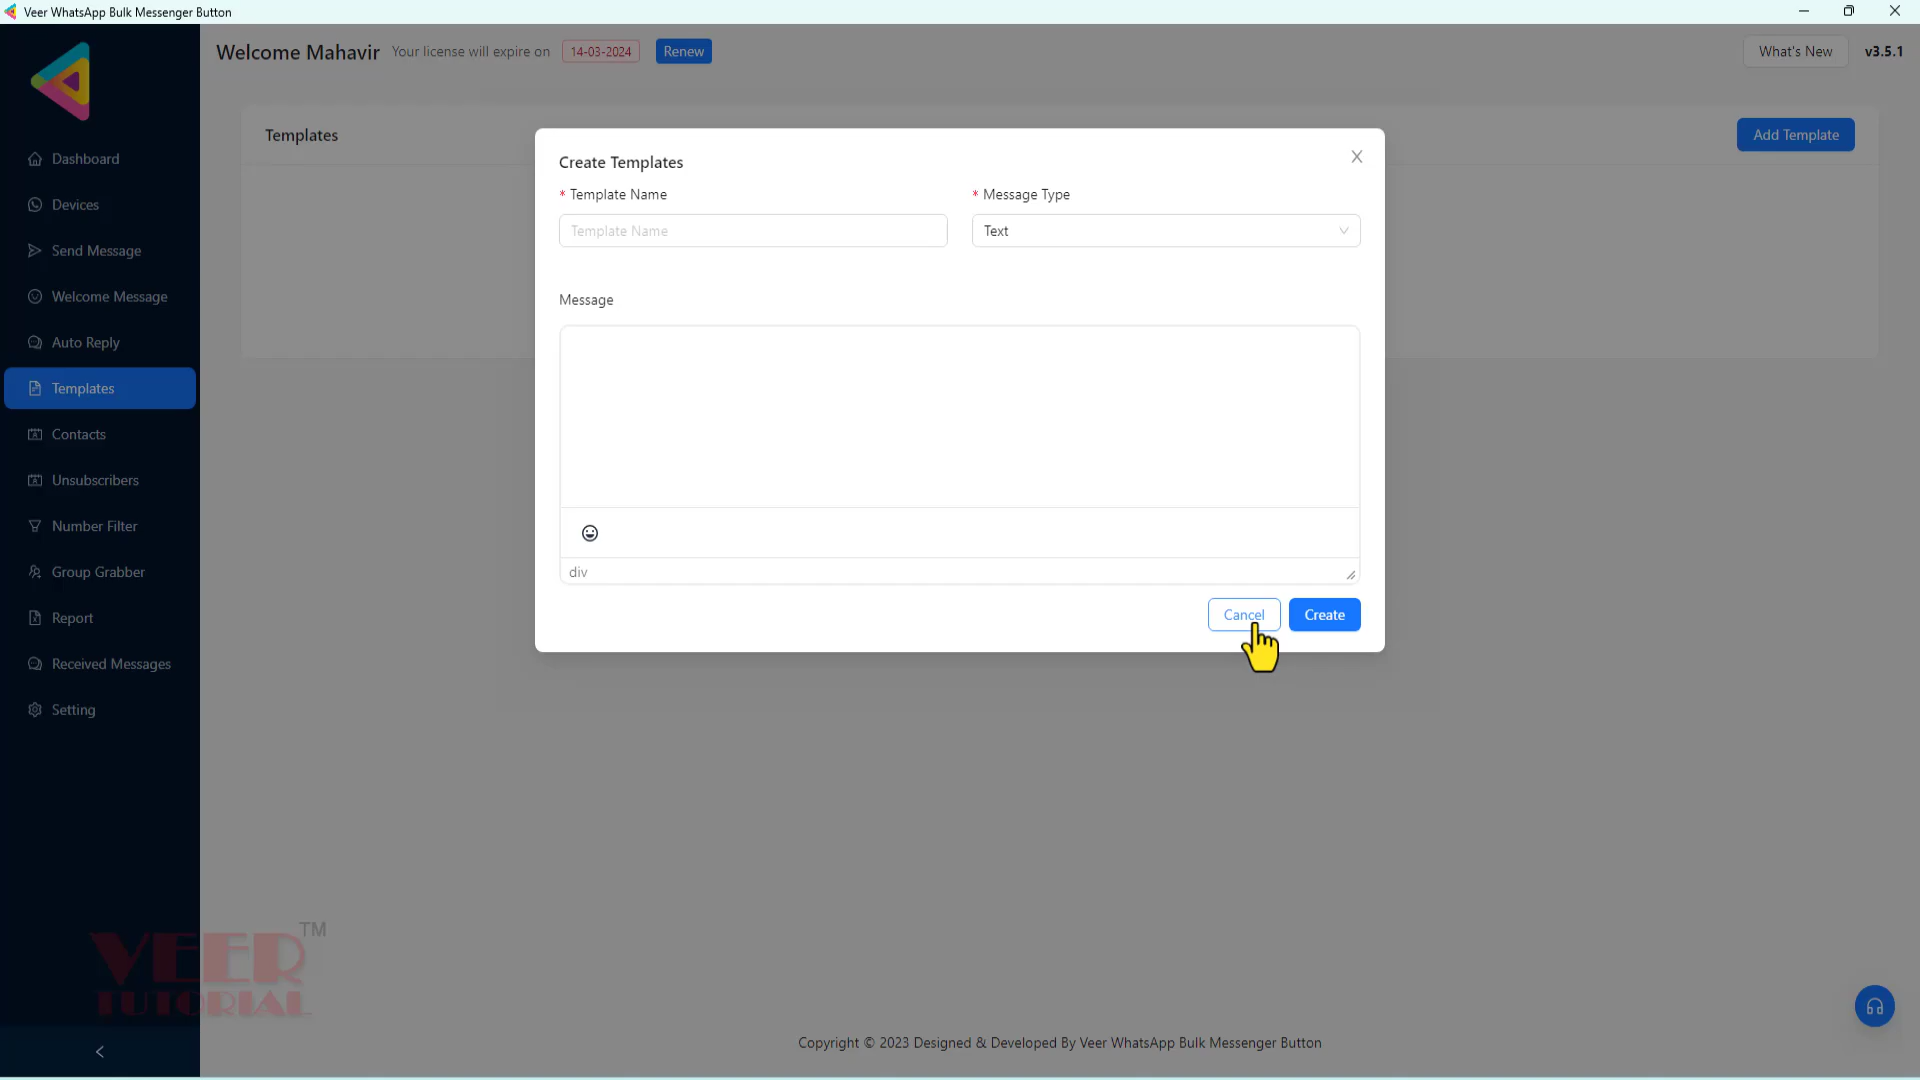 Veer WhatsApp Bulk Messenger Button
Welcome Mahavir Your license will expire on 14-03-2024 Renew
What's New v3.5.1
Dashboard
Devices
Send Message
Welcome Message
Auto Reply
Templates
Contacts
Unsubscribers
Number Filter
Group Grabber
Report
Received Messages
Setting
Templates
Add Template
Create Templates
* Template Name
Template Name
* Message Type
Text
Message
div
Cancel
Create
VEER TM
TUTORIAL
Copyright © 2023 Designed & Developed By Veer WhatsApp Bulk Messenger Button